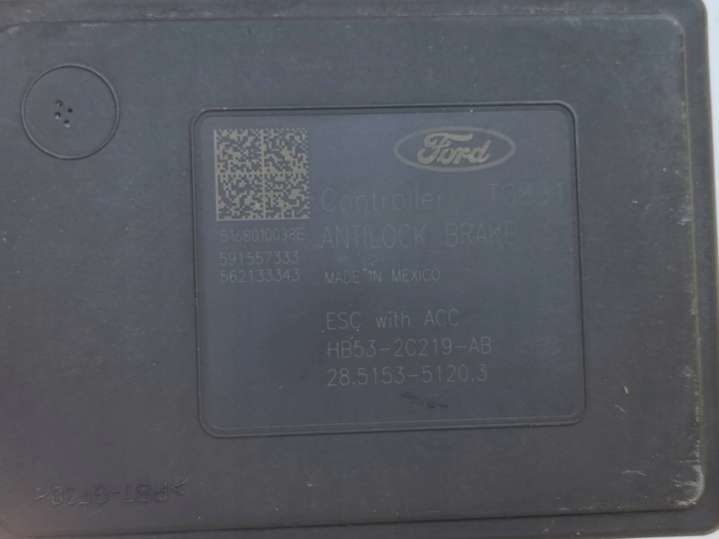 Ford
Controller
ANTILOCK BRAKE
5168010038E
591557333
562133343
MADE IN MEXICO
ESC with ACC
HB53-2C219-AB
28.5153-5120.3